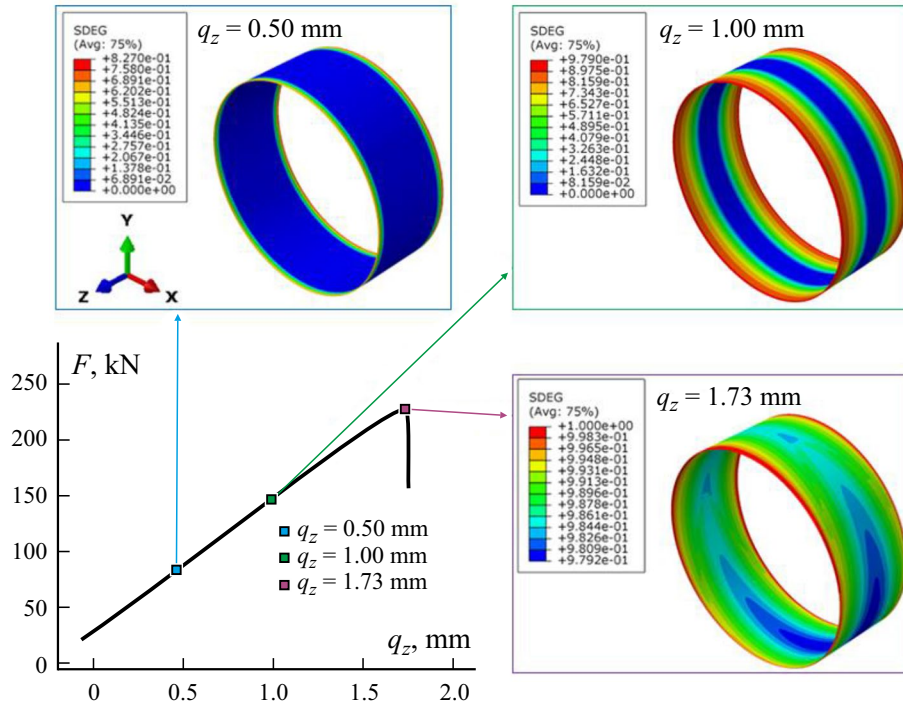 SDEG
(Avg: 75%)
+8.270e-01
+7.580e-01
+6.891e-01
+6.202e-01
+5.513e-01
+4.824e-01
+4.135e-01
+3.446e-01
+2.757e-01
+2.067e-01
+1.378e-01
+6.891e-02
+0.000e+00
q_z = 0.50 mm
Y
Z
X
SDEG
(Avg: 75%)
+9.790e-01
+8.975e-01
+8.159e-01
+7.343e-01
+6.527e-01
+5.711e-01
+4.895e-01
+4.079e-01
+3.263e-01
+2.448e-01
+1.632e-01
+8.159e-02
+0.000e+00
q_z = 1.00 mm
F, kN
250
200
150
100
50
0
0 0.5 1.0 1.5 2.0
q_z, mm
q_z = 0.50 mm
q_z = 1.00 mm
q_z = 1.73 mm
SDEG
(Avg: 75%)
+1.000e+00
+9.983e-01
+9.965e-01
+9.948e-01
+9.931e-01
+9.913e-01
+9.896e-01
+9.878e-01
+9.861e-01
+9.844e-01
+9.826e-01
+9.809e-01
+9.792e-01
q_z = 1.73 mm